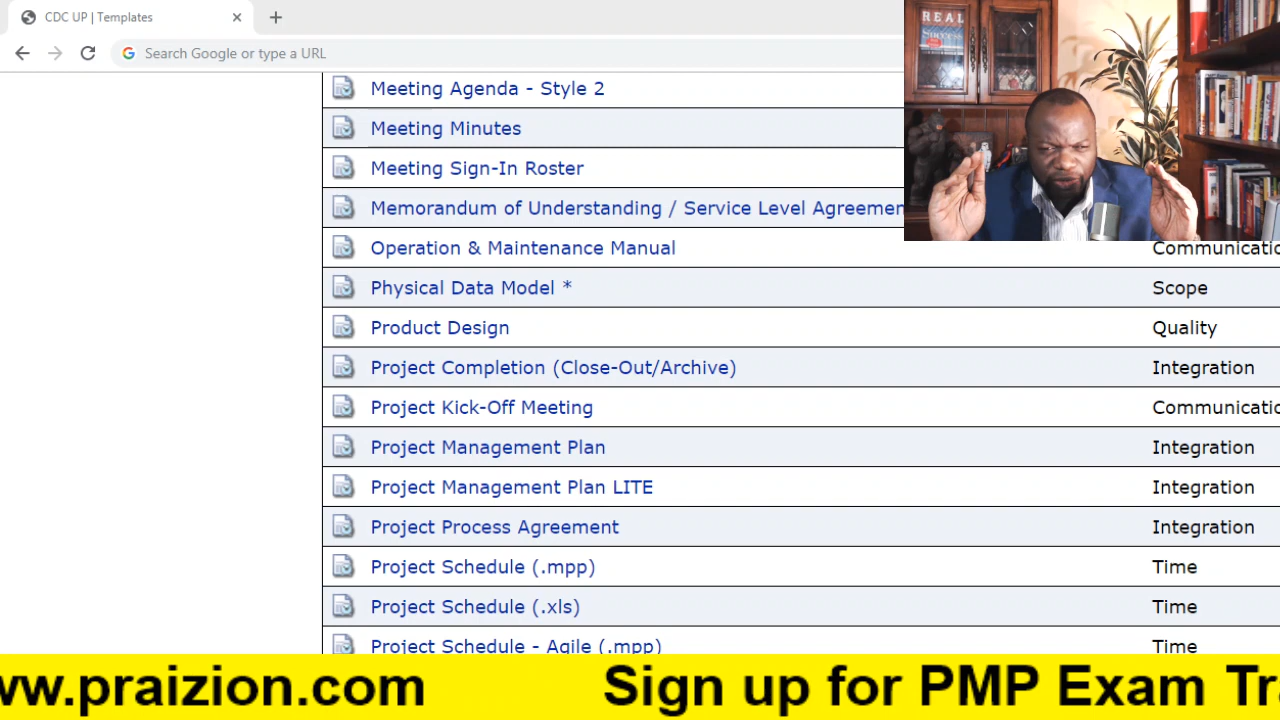 CDC UP | Templates
Search Google or type a URL
REAL
Success
Meeting Agenda - Style 2
Meeting Minutes
Meeting Sign-In Roster
Memorandum of Understanding / Service Level Agreemen
Operation & Maintenance Manual Communicatio
Physical Data Model * Scope
Product Design Quality
Project Completion (Close-Out/Archive) Integration
Project Kick-Off Meeting Communicatio
Project Management Plan Integration
Project Management Plan LITE Integration
Project Process Agreement Integration
Project Schedule (.mpp) Time
Project Schedule (.xls) Time
Project Schedule - Agile (.mpp) Time
ww.praizion.com Sign up for PMP Exam Tra